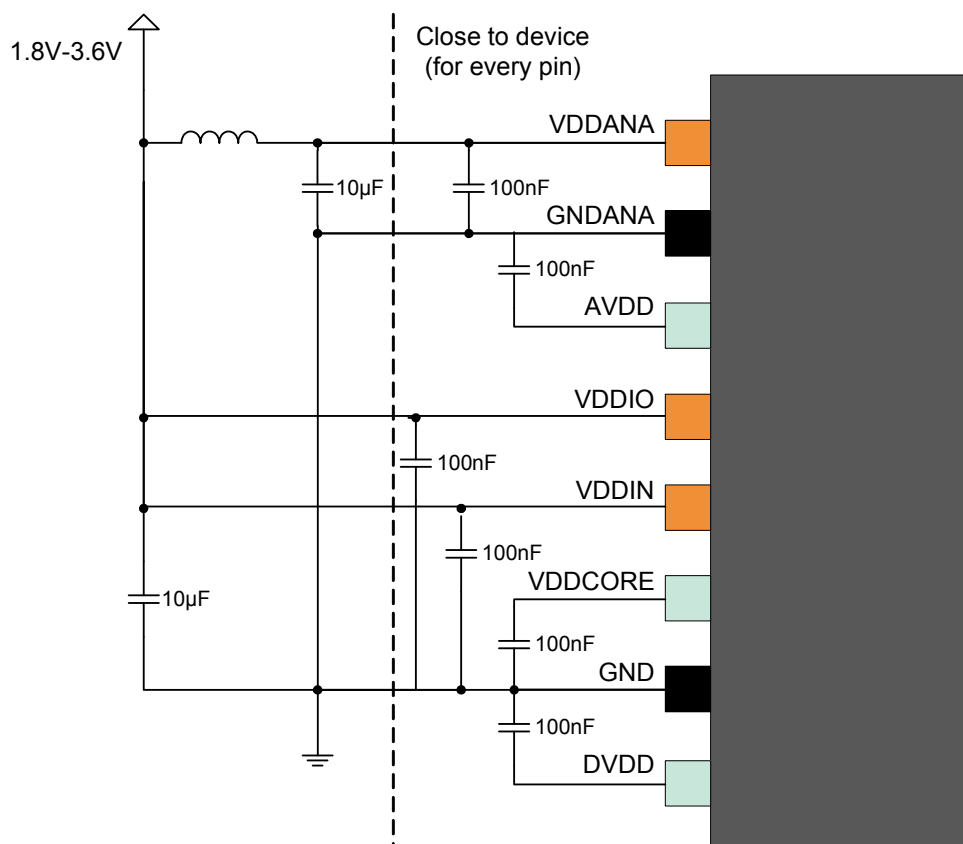 1.8V-3.6V
Close to device
(for every pin)
VDDANA
10µF
100nF
GNDANA
100nF
AVDD
VDDIO
100nF
VDDIN
100nF
VDDCORE
10µF
100nF
GND
100nF
DVDD